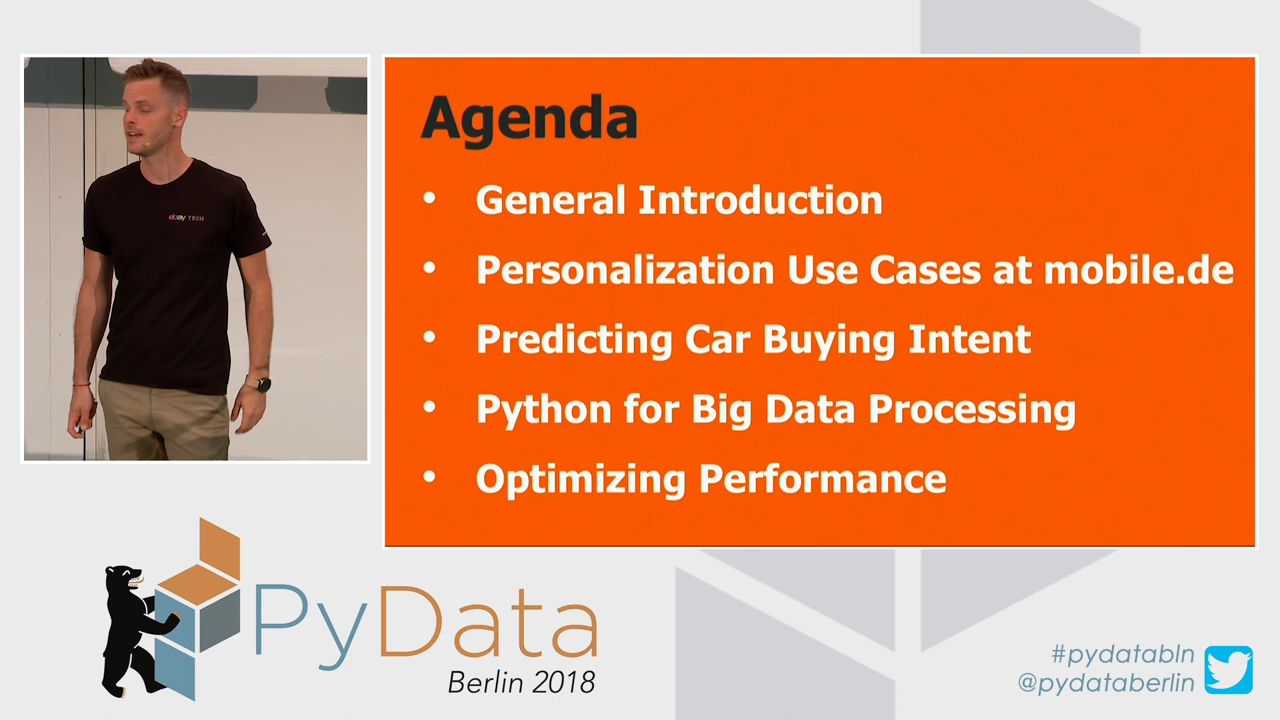 Agenda
• General Introduction
• Personalization Use Cases at mobile.de
• Predicting Car Buying Intent
• Python for Big Data Processing
• Optimizing Performance
ebay TECH
PyData
Berlin 2018
#pydatabln
@pydataberlin